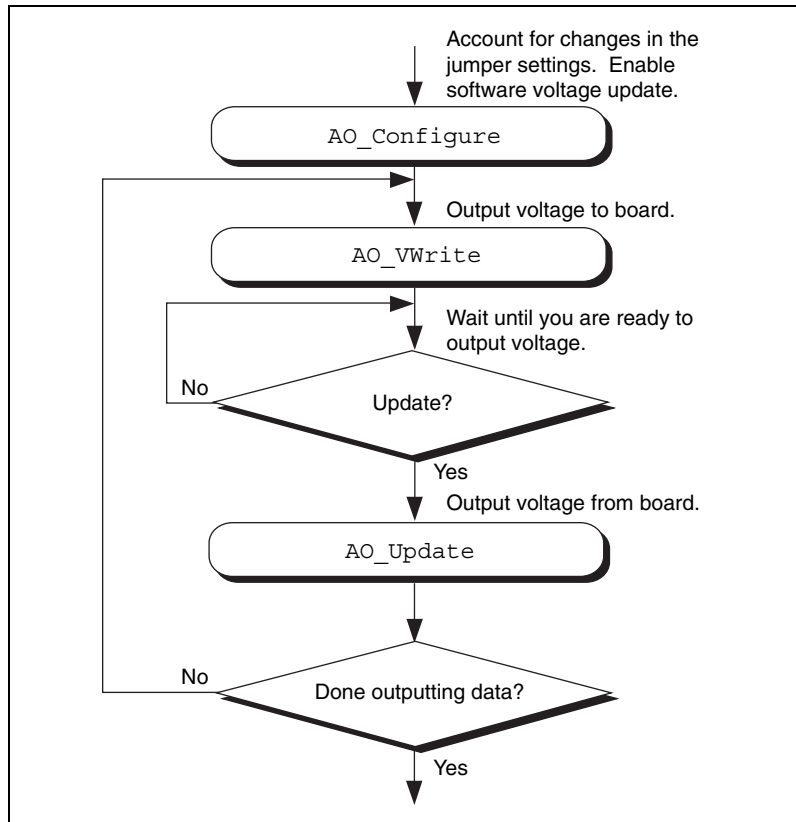 Account for changes in the
jumper settings. Enable
software voltage update.
AO_Configure
Output voltage to board.
AO_VWrite
Wait until you are ready to
output voltage.
No
Update?
Yes
Output voltage from board.
AO_Update
No
Done outputting data?
Yes